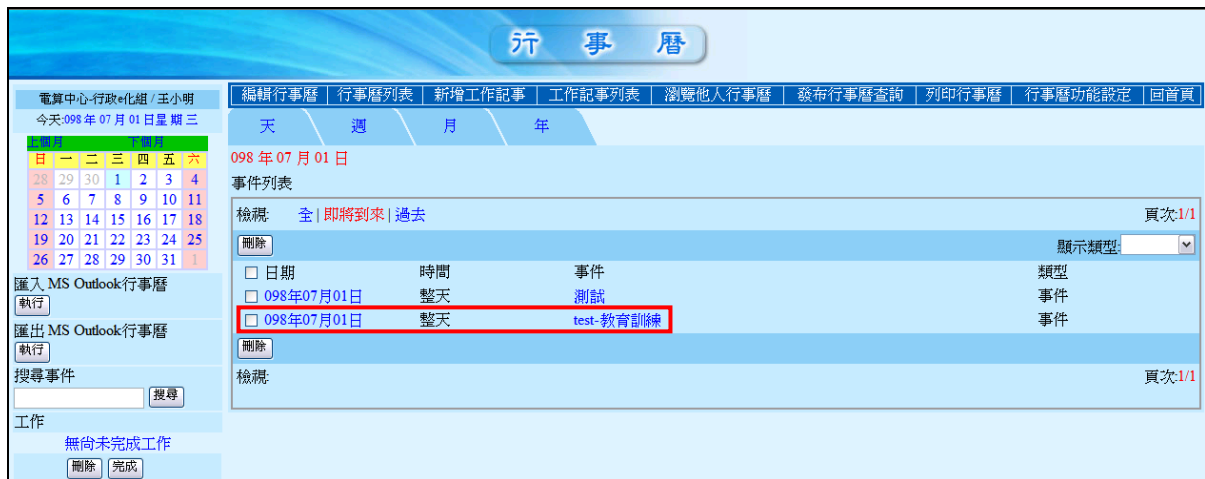 行 事 曆
電算中心-行政e化組 / 王小明
今天:098 年 07 月 01 日星 期 三
上個月 下個月
日 一 二 三 四 五 六
28 29 30 1 2 3 4
5 6 7 8 9 10 11
12 13 14 15 16 17 18
19 20 21 22 23 24 25
26 27 28 29 30 31 1
匯入 MS Outlook行事曆
執行
匯出 MS Outlook行事曆
執行
搜尋事件
搜尋
工作
無尚未完成工作
刪除 完成
編輯行事曆 | 行事曆列表 | 新增工作記事 | 工作記事列表 | 瀏覽他人行事曆 | 發布行事曆查詢 | 列印行事曆 | 行事曆功能設定 | 回首頁
天 週 月 年
098 年 07 月 01 日
事件列表
檢視: 全 | 即將到來 | 過去 頁次:1/1
刪除 顯示類型:
日期 時間 事件 類型
098年07月01日 整天 測試 事件
098年07月01日 整天 test-教育訓練 事件
刪除
檢視: 頁次:1/1